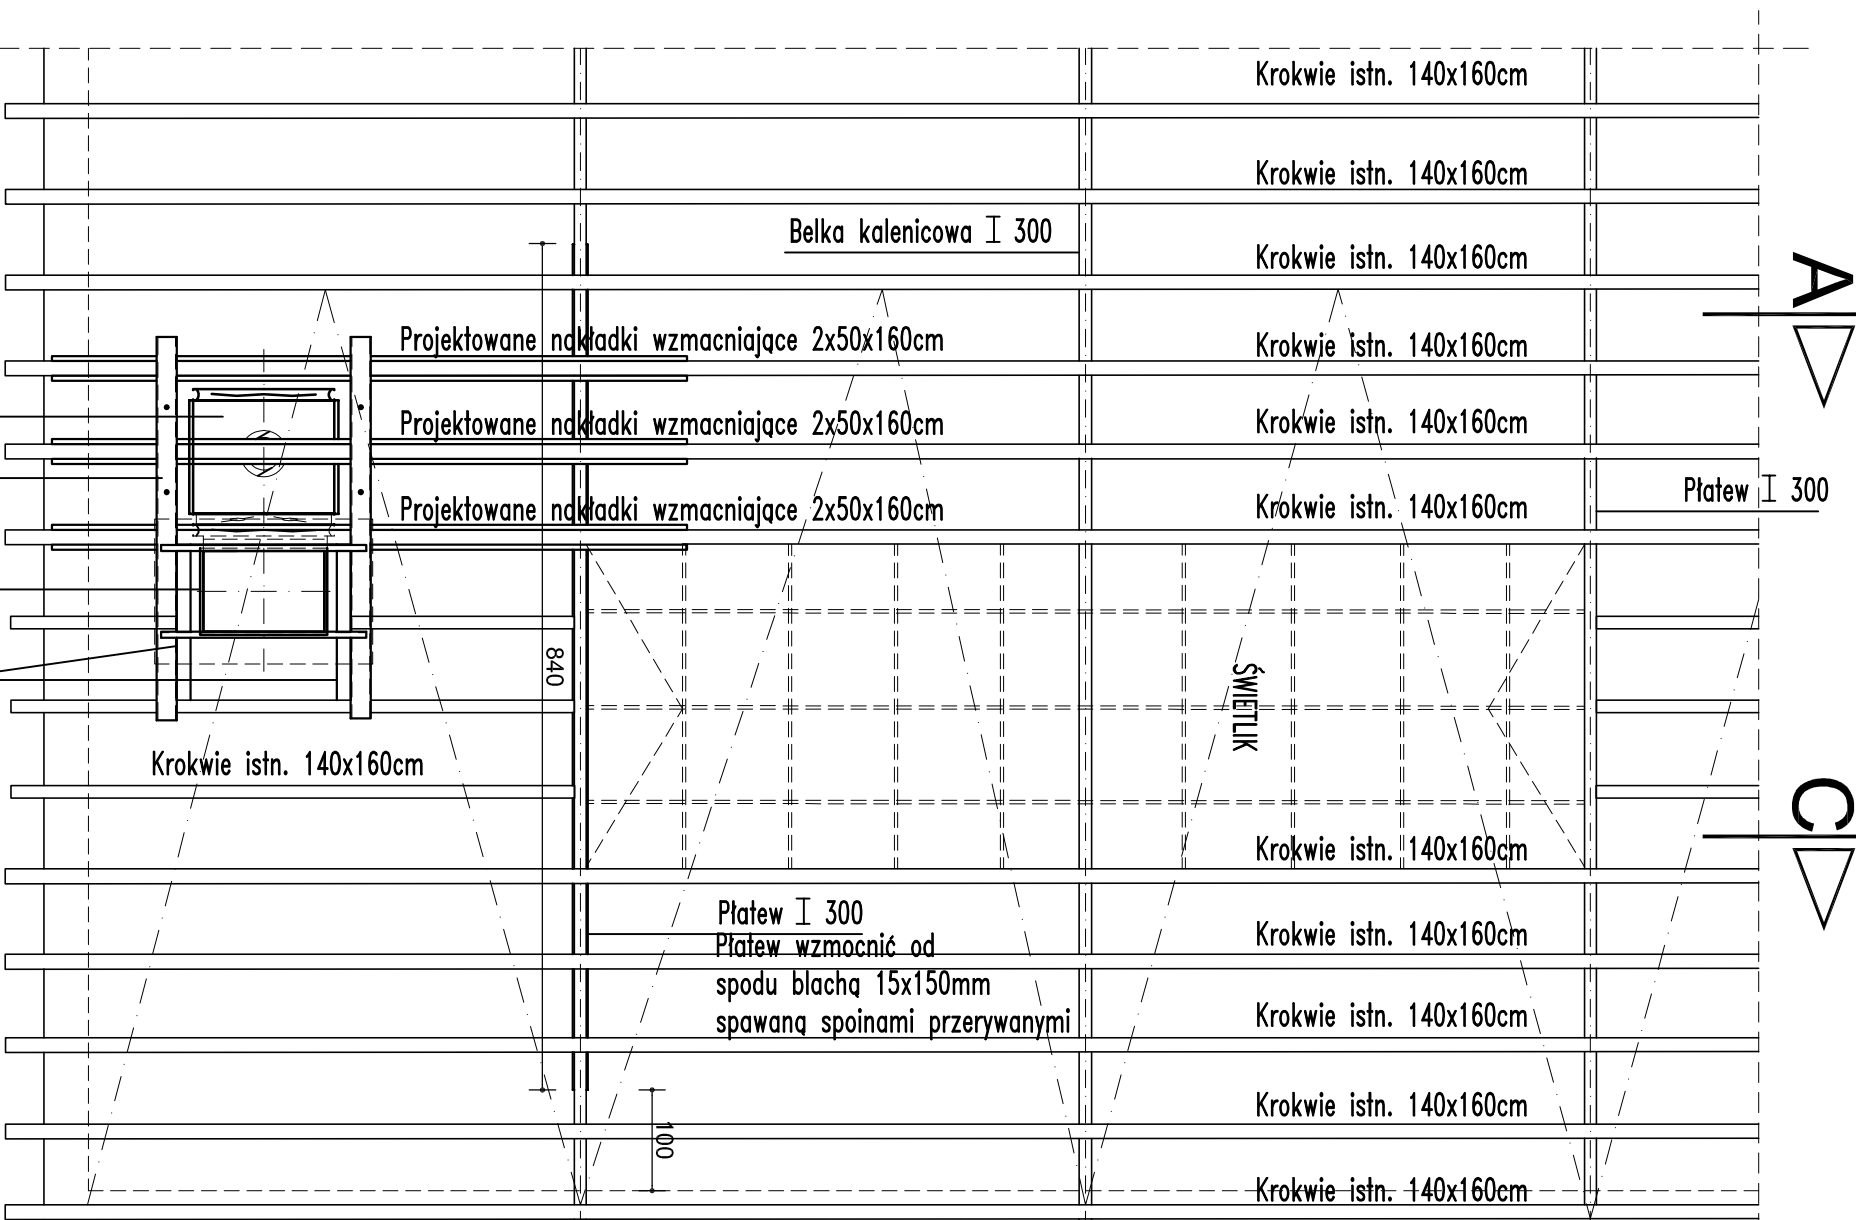 Krokwie istn. 140x160cm
Krokwie istn. 140x160cm
Belka kalenicowa I 300
Krokwie istn. 140x160cm
A
Projektowane nakładki wzmacniające 2x50x160cm
Krokwie istn. 140x160cm
Projektowane nakładki wzmacniające 2x50x160cm
Krokwie istn. 140x160cm
Płatew I 300
Projektowane nakładki wzmacniające 2x50x160cm
Krokwie istn. 140x160cm
840
ŚWIETLIK
Krokwie istn. 140x160cm
C
Krokwie istn. 140x160cm
Płatew I 300
Płatew wzmocnić od
spodu blachą 15x150mm
spawaną spoinami przerywanymi
Krokwie istn. 140x160cm
Krokwie istn. 140x160cm
100
Krokwie istn. 140x160cm
Krokwie istn. 140x160cm